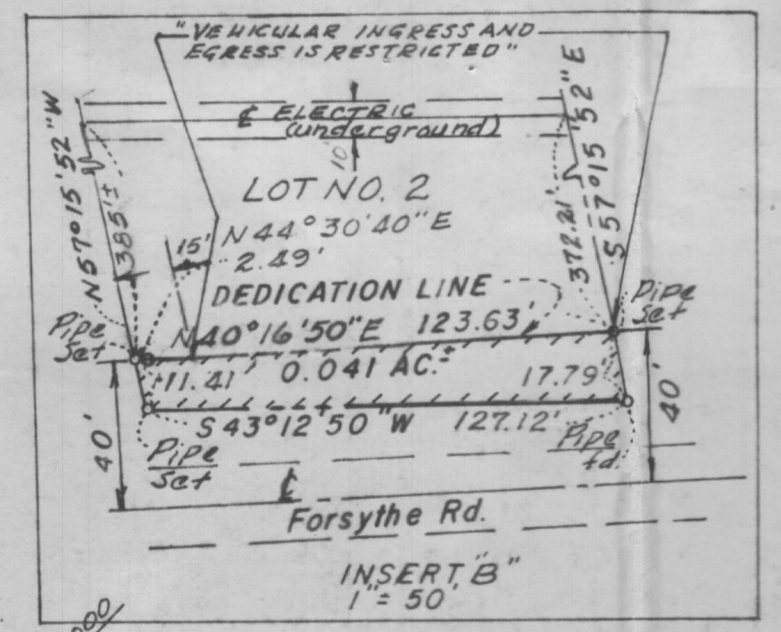 "VEHICULAR INGRESS AND
EGRESS IS RESTRICTED"
℄ ELECTRIC
(underground)
10'
N57°15'52"W
385'±
372.21'
S57°15'52"E
LOT NO. 2
15'
N44°30'40"E
2.49'
DEDICATION LINE
Pipe
Set
Pipe
Set
N40°16'50"E 123.63'
11.41'
0.041 AC.±
17.79'
S43°12'50"W 127.12'
40'
40'
Pipe
Set
Pipe
fd.
℄
Forsythe Rd.
INSERT "B"
1"= 50'